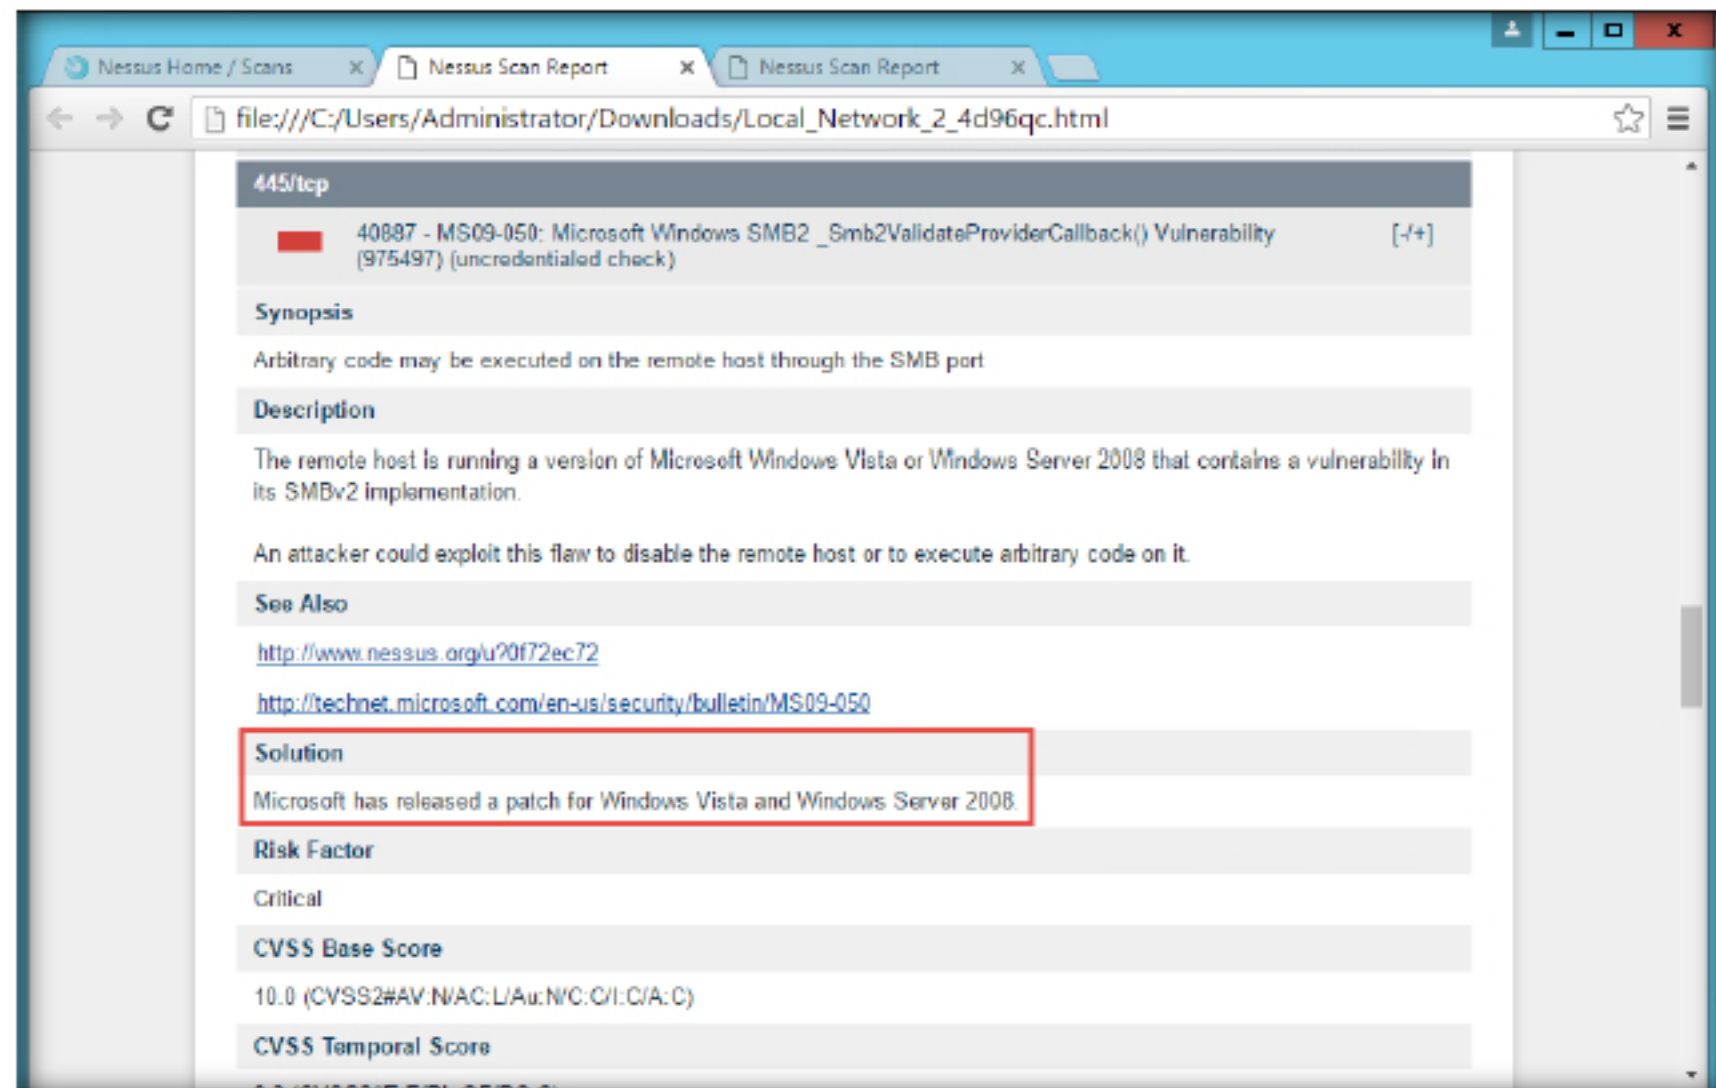 Nessus Home / Scans
Nessus Scan Report
Nessus Scan Report
file:///C:/Users/Administrator/Downloads/Local_Network_2_4d96qc.html
445/tcp
40887 - MS09-050: Microsoft Windows SMB2 _Smb2ValidateProviderCallback() Vulnerability
(975497) (uncredentialed check)
[-/+]
Synopsis
Arbitrary code may be executed on the remote host through the SMB port
Description
The remote host is running a version of Microsoft Windows Vista or Windows Server 2008 that contains a vulnerability in
its SMBv2 implementation.
An attacker could exploit this flaw to disable the remote host or to execute arbitrary code on it.
See Also
http://www.nessus.org/u?0f72ec72
http://technet.microsoft.com/en-us/security/bulletin/MS09-050
Solution
Microsoft has released a patch for Windows Vista and Windows Server 2008.
Risk Factor
Critical
CVSS Base Score
10.0 (CVSS2#AV:N/AC:L/Au:N/C:C/I:C/A:C)
CVSS Temporal Score